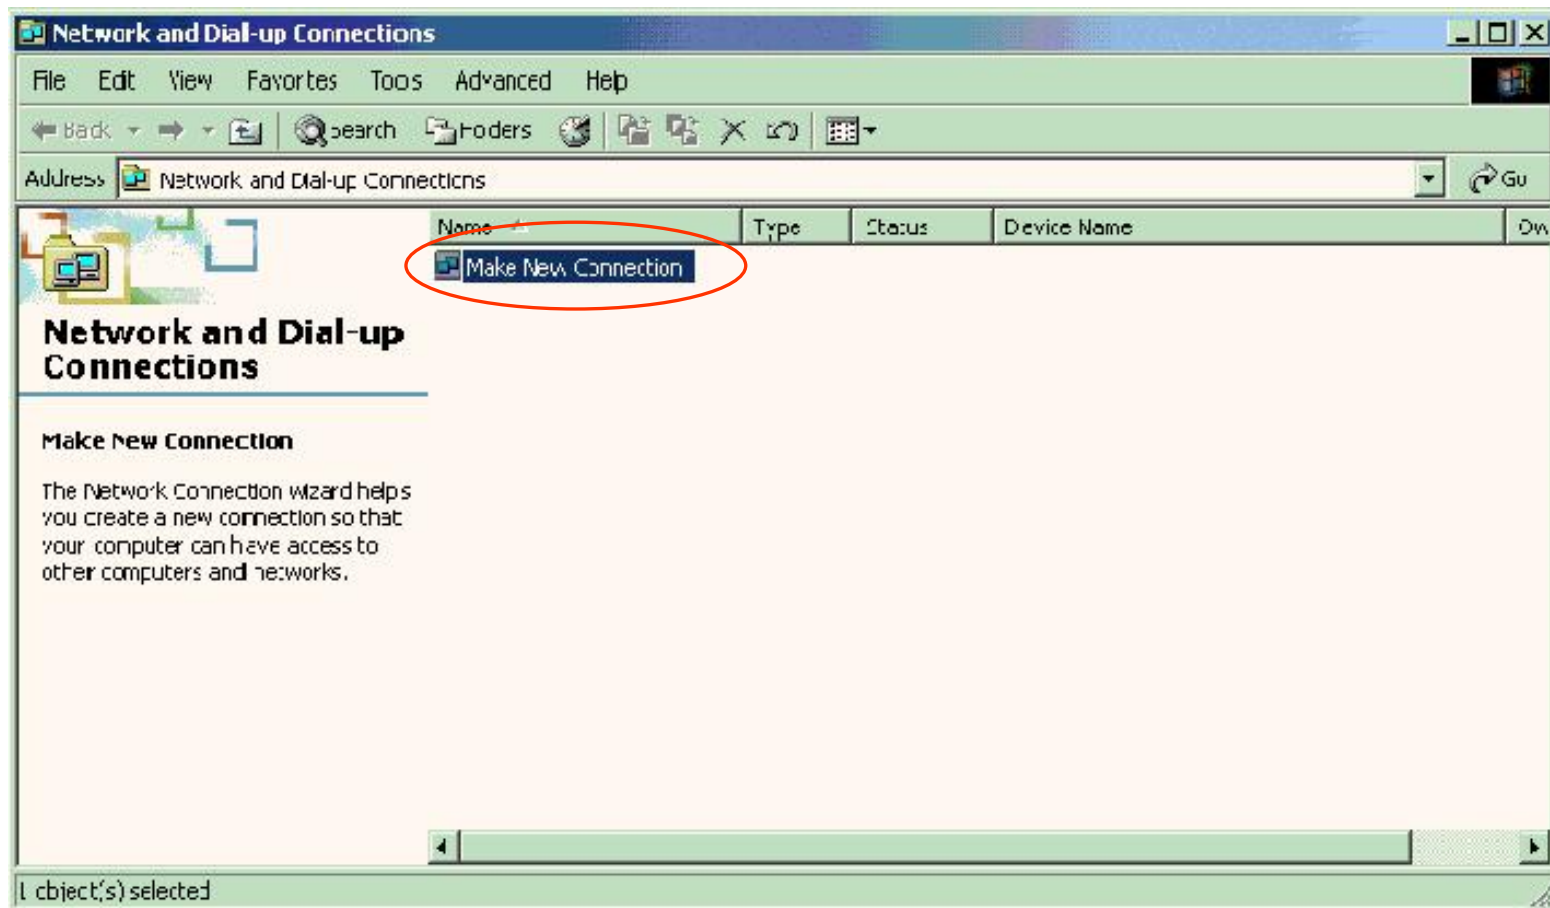 Network and Dial-up Connections
File Edit View Favorites Tools Advanced Help
Back Search Folders
Address Network and Dial-up Connections Go
Name Type Status Device Name Ow
Make New Connection
Network and Dial-up
Connections
Make New Connection
The Network Connection wizard helps
you create a new connection so that
your computer can have access to
other computers and networks.
1 object(s) selected